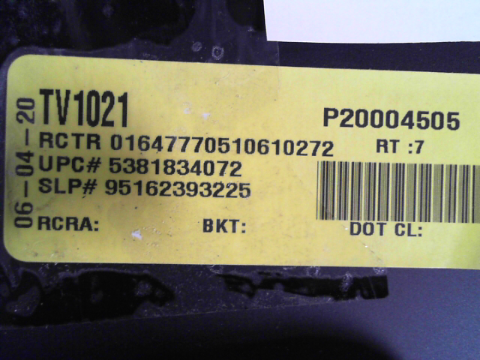 06-04-20
TV1021 P20004505
RCTR 01647770510610272 RT :7
UPC# 5381834072
SLP# 95162393225
RCRA: BKT: DOT CL: